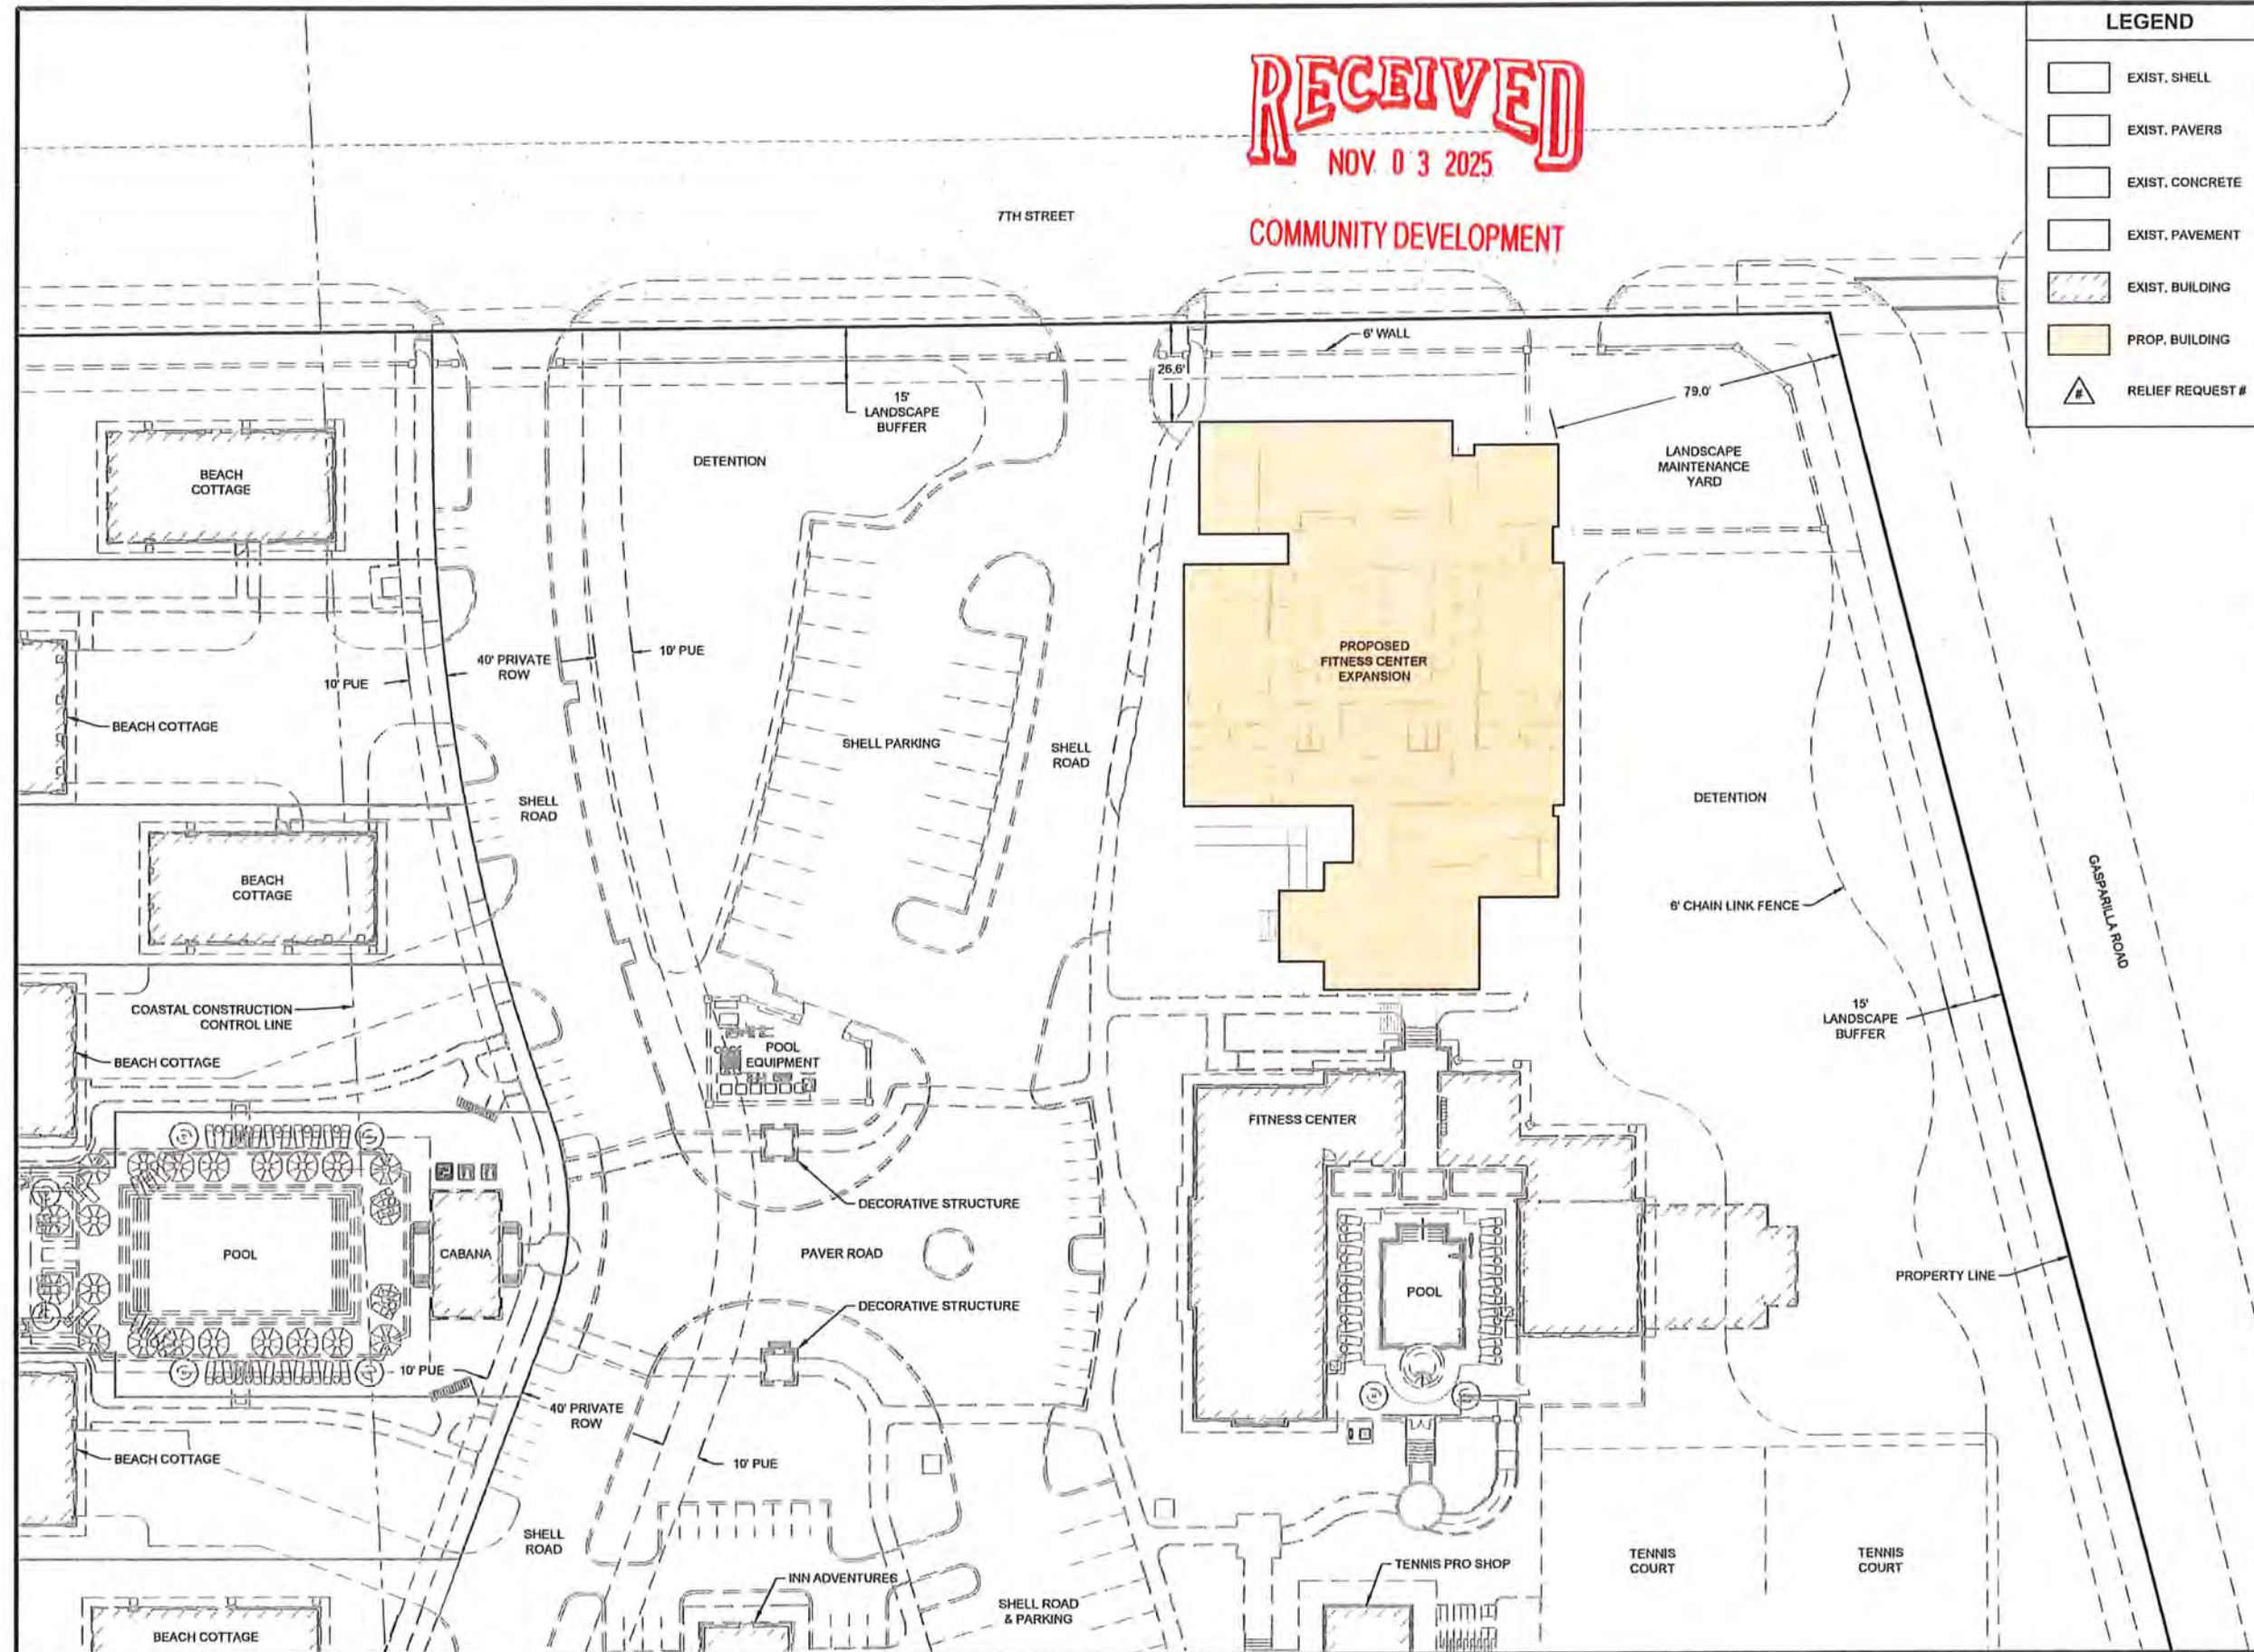 RECEIVED
NOV 0 3 2025
COMMUNITY DEVELOPMENT
LEGEND
EXIST. SHELL
EXIST. PAVERS
EXIST. CONCRETE
EXIST. PAVEMENT
EXIST. BUILDING
PROP. BUILDING
#
RELIEF REQUEST #
7TH STREET
6' WALL
26.6'
79.0'
15'
LANDSCAPE
BUFFER
DETENTION
BEACH
COTTAGE
LANDSCAPE
MAINTENANCE
YARD
10' PUE
40' PRIVATE
ROW
10' PUE
PROPOSED
FITNESS CENTER
EXPANSION
BEACH COTTAGE
SHELL PARKING
SHELL
ROAD
SHELL
ROAD
DETENTION
BEACH
COTTAGE
6' CHAIN LINK FENCE
GASPARILLA ROAD
COASTAL CONSTRUCTION
CONTROL LINE
15'
LANDSCAPE
BUFFER
BEACH COTTAGE
POOL
EQUIPMENT
FITNESS CENTER
DECORATIVE STRUCTURE
POOL
CABANA
PAVER ROAD
PROPERTY LINE
POOL
DECORATIVE STRUCTURE
10' PUE
40' PRIVATE
ROW
BEACH COTTAGE
10' PUE
SHELL
ROAD
TENNIS PRO SHOP
TENNIS
COURT
TENNIS
COURT
INN ADVENTURES
SHELL ROAD
& PARKING
BEACH COTTAGE